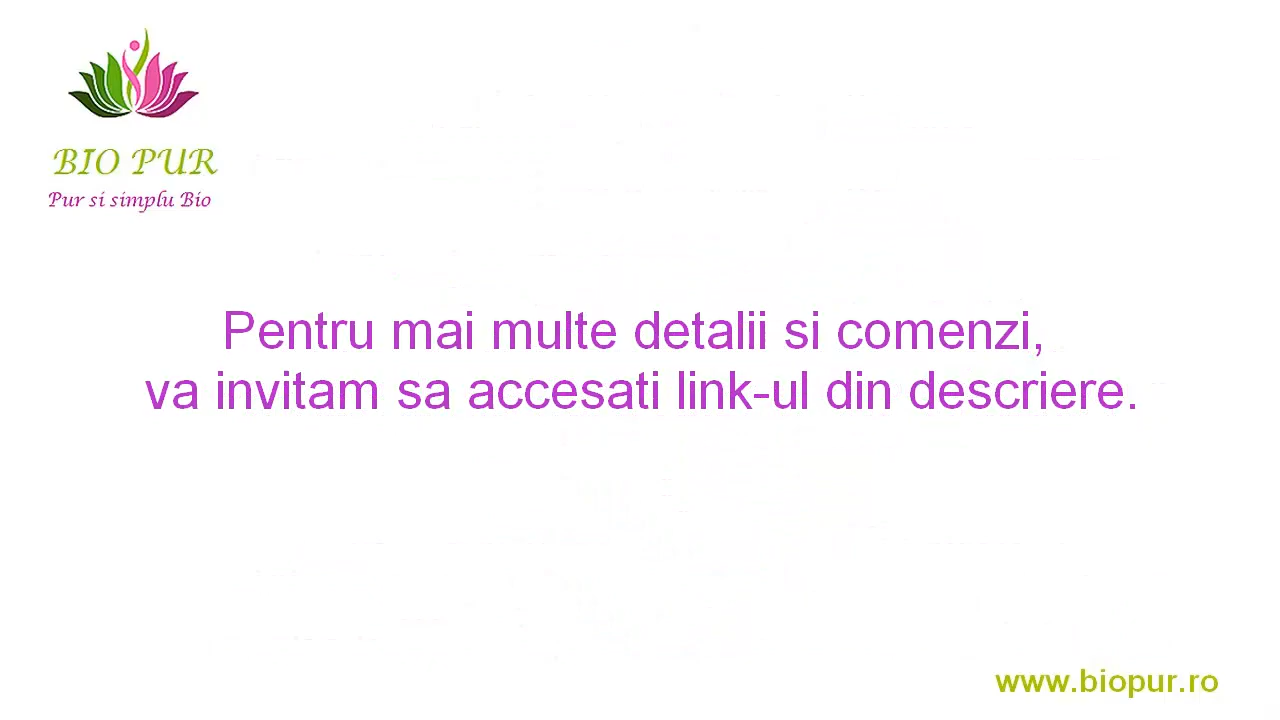 BIO PUR
Pur si simplu Bio
Pentru mai multe detalii si comenzi,
va invitam sa accesati link-ul din descriere.
www.biopur.ro